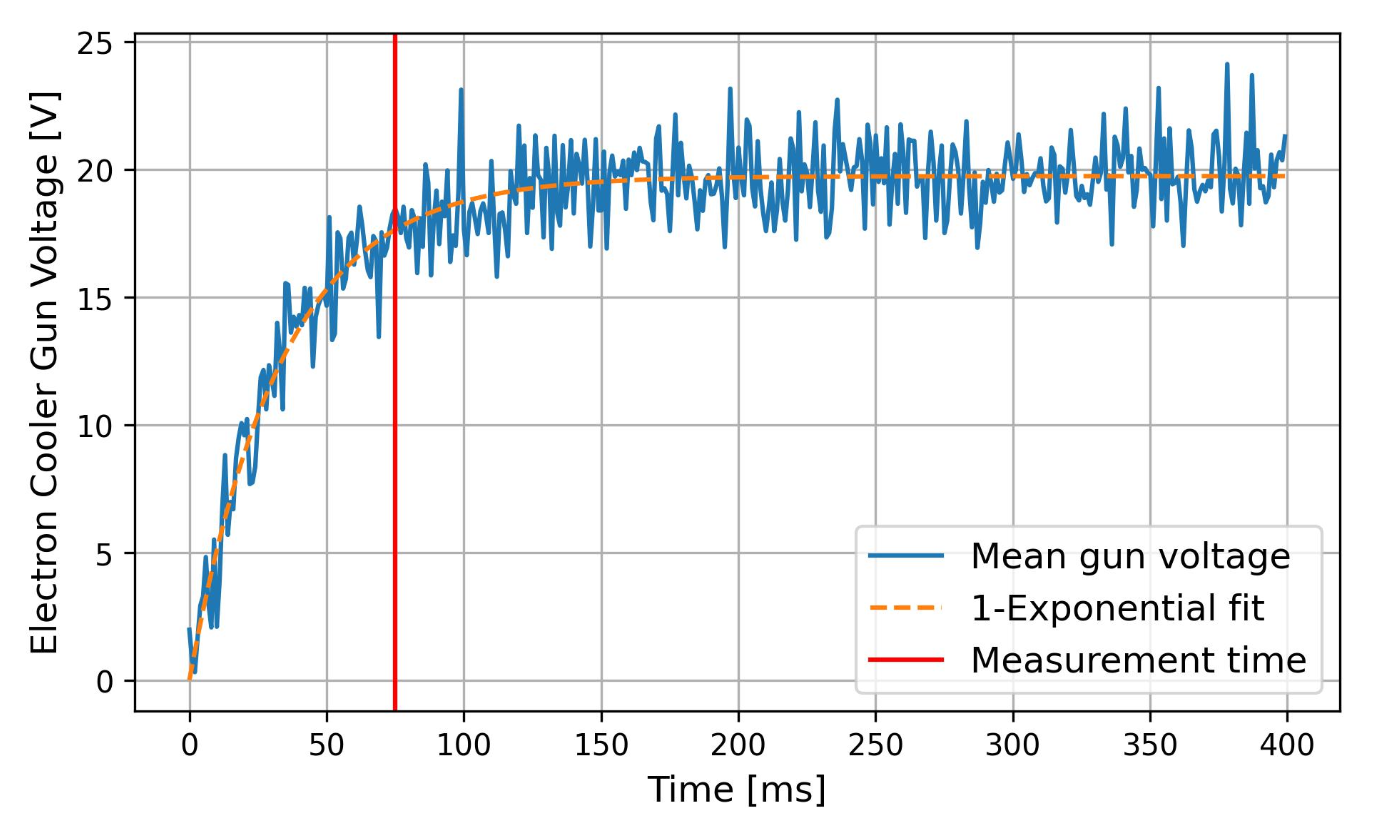 25
20
15
10
5
0
Electron Cooler Gun Voltage [V]
Mean gun voltage
1-Exponential fit
Measurement time
0 50 100 150 200 250 300 350 400
Time [ms]